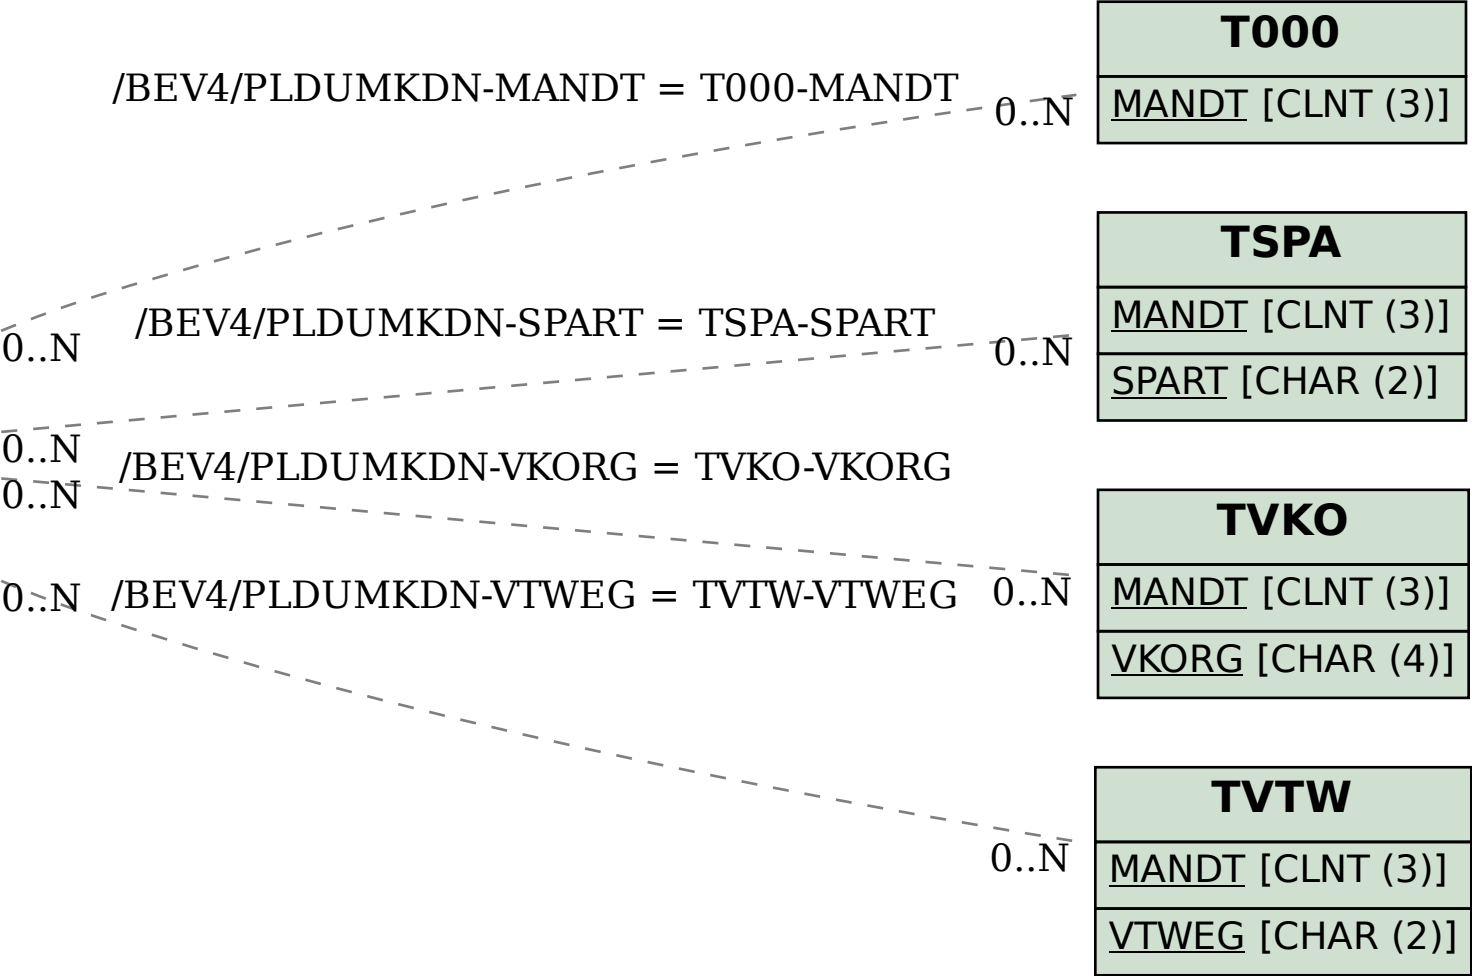 T000
/BEV4/PLDUMKDN-MANDT = T000-MANDT
0..N
MANDT [CLNT (3)]
TSPA
MANDT [CLNT (3)]
/BEV4/PLDUMKDN-SPART = TSPA-SPART
0..N
0..N
SPART [CHAR (2)]
0..N
/BEV4/PLDUMKDN-VKORG = TVKO-VKORG
0..N
TVKO
MANDT [CLNT (3)]
0..N
/BEV4/PLDUMKDN-VTWEG = TVTW-VTWEG
0..N
VKORG [CHAR (4)]
TVTW
0..N
MANDT [CLNT (3)]
VTWEG [CHAR (2)]